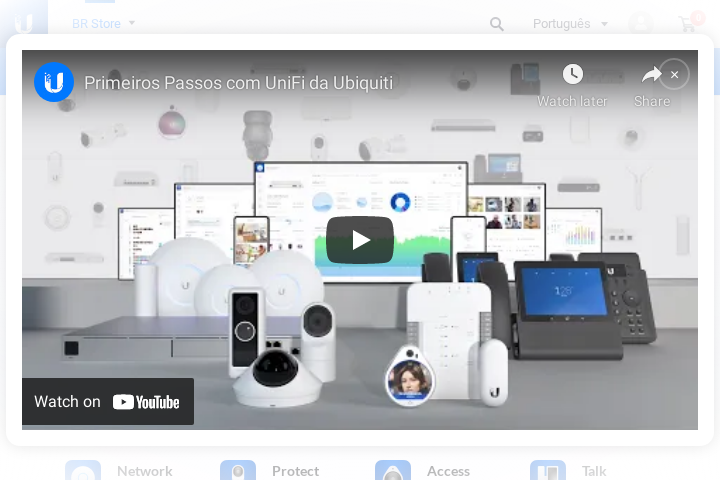 BR Store
Português
Primeiros Passos com UniFi da Ubiquiti
Watch later
Share
Watch on YouTube
Network
Protect
Access
Talk